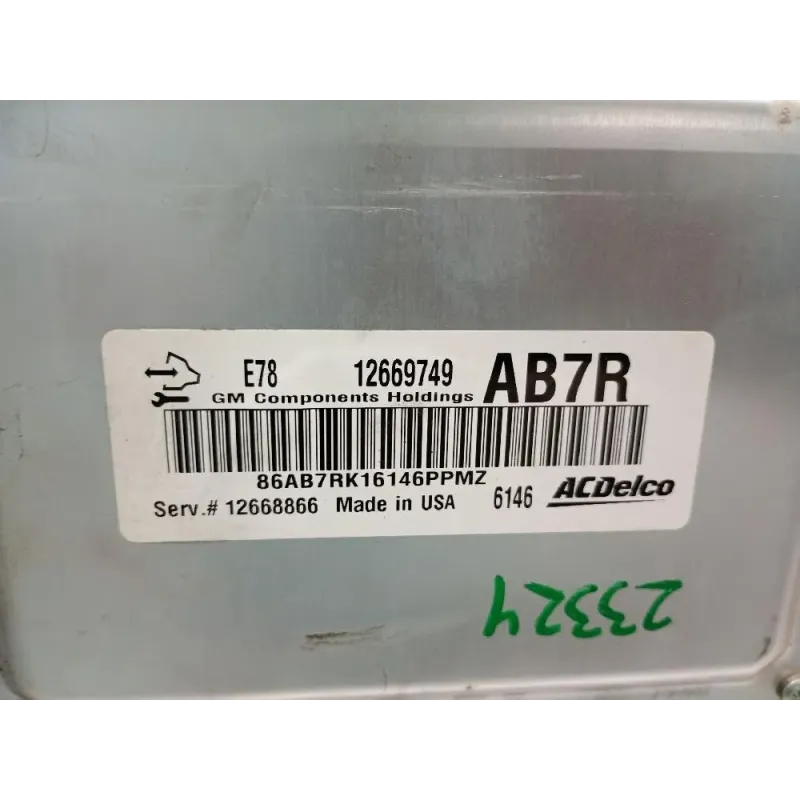 E78 12669749 AB7R
GM Components Holdings
86AB7RK16146PPMZ
Serv.# 12668866 Made in USA 6146 ACDelco
23324